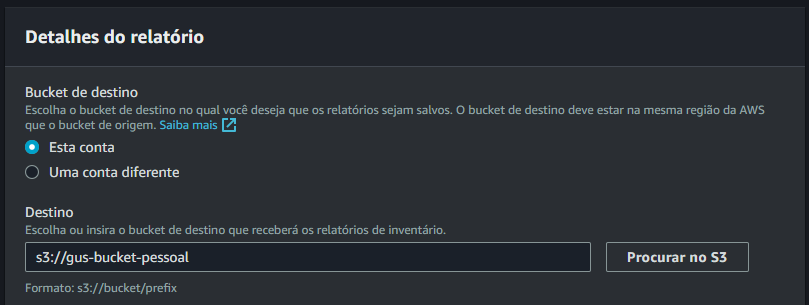 Detalhes do relatório
Bucket de destino
Escolha o bucket de destino no qual você deseja que os relatórios sejam salvos. O bucket de destino deve estar na mesma região da AWS
que o bucket de origem. Saiba mais
Esta conta
Uma conta diferente
Destino
Escolha ou insira o bucket de destino que receberá os relatórios de inventário.
s3://gus-bucket-pessoal
Procurar no S3
Formato: s3://bucket/prefix